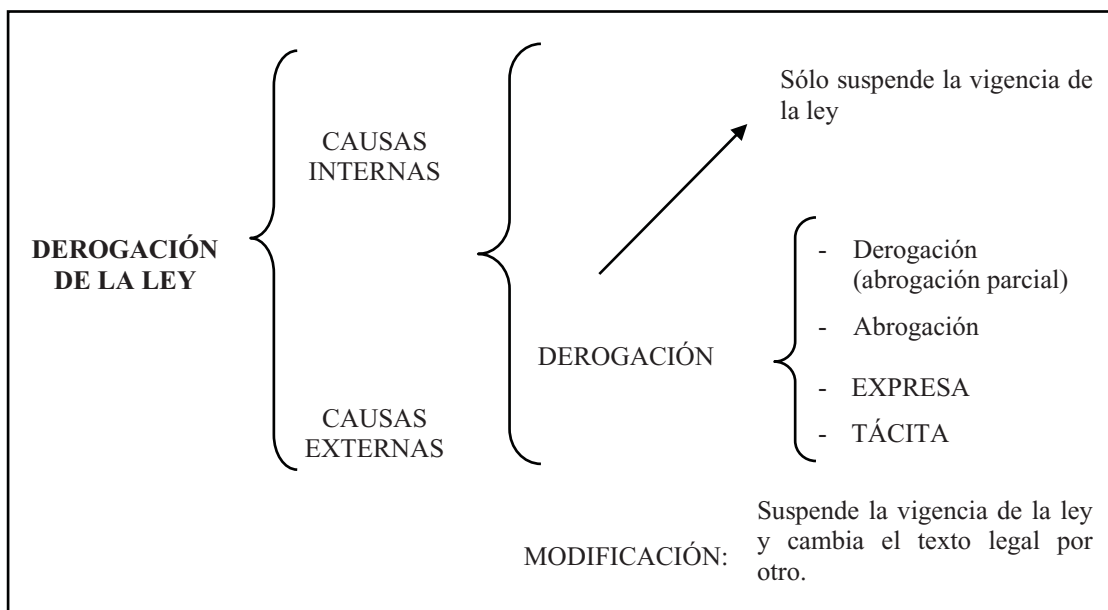 DEROGACIÓN
DE LA LEY
CAUSAS
INTERNAS
CAUSAS
EXTERNAS
Sólo suspende la vigencia de
la ley
DEROGACIÓN
- Derogación
(abrogación parcial)
- Abrogación
- EXPRESA
- TÁCITA
MODIFICACIÓN:
Suspende la vigencia de la ley
y cambia el texto legal por
otro.